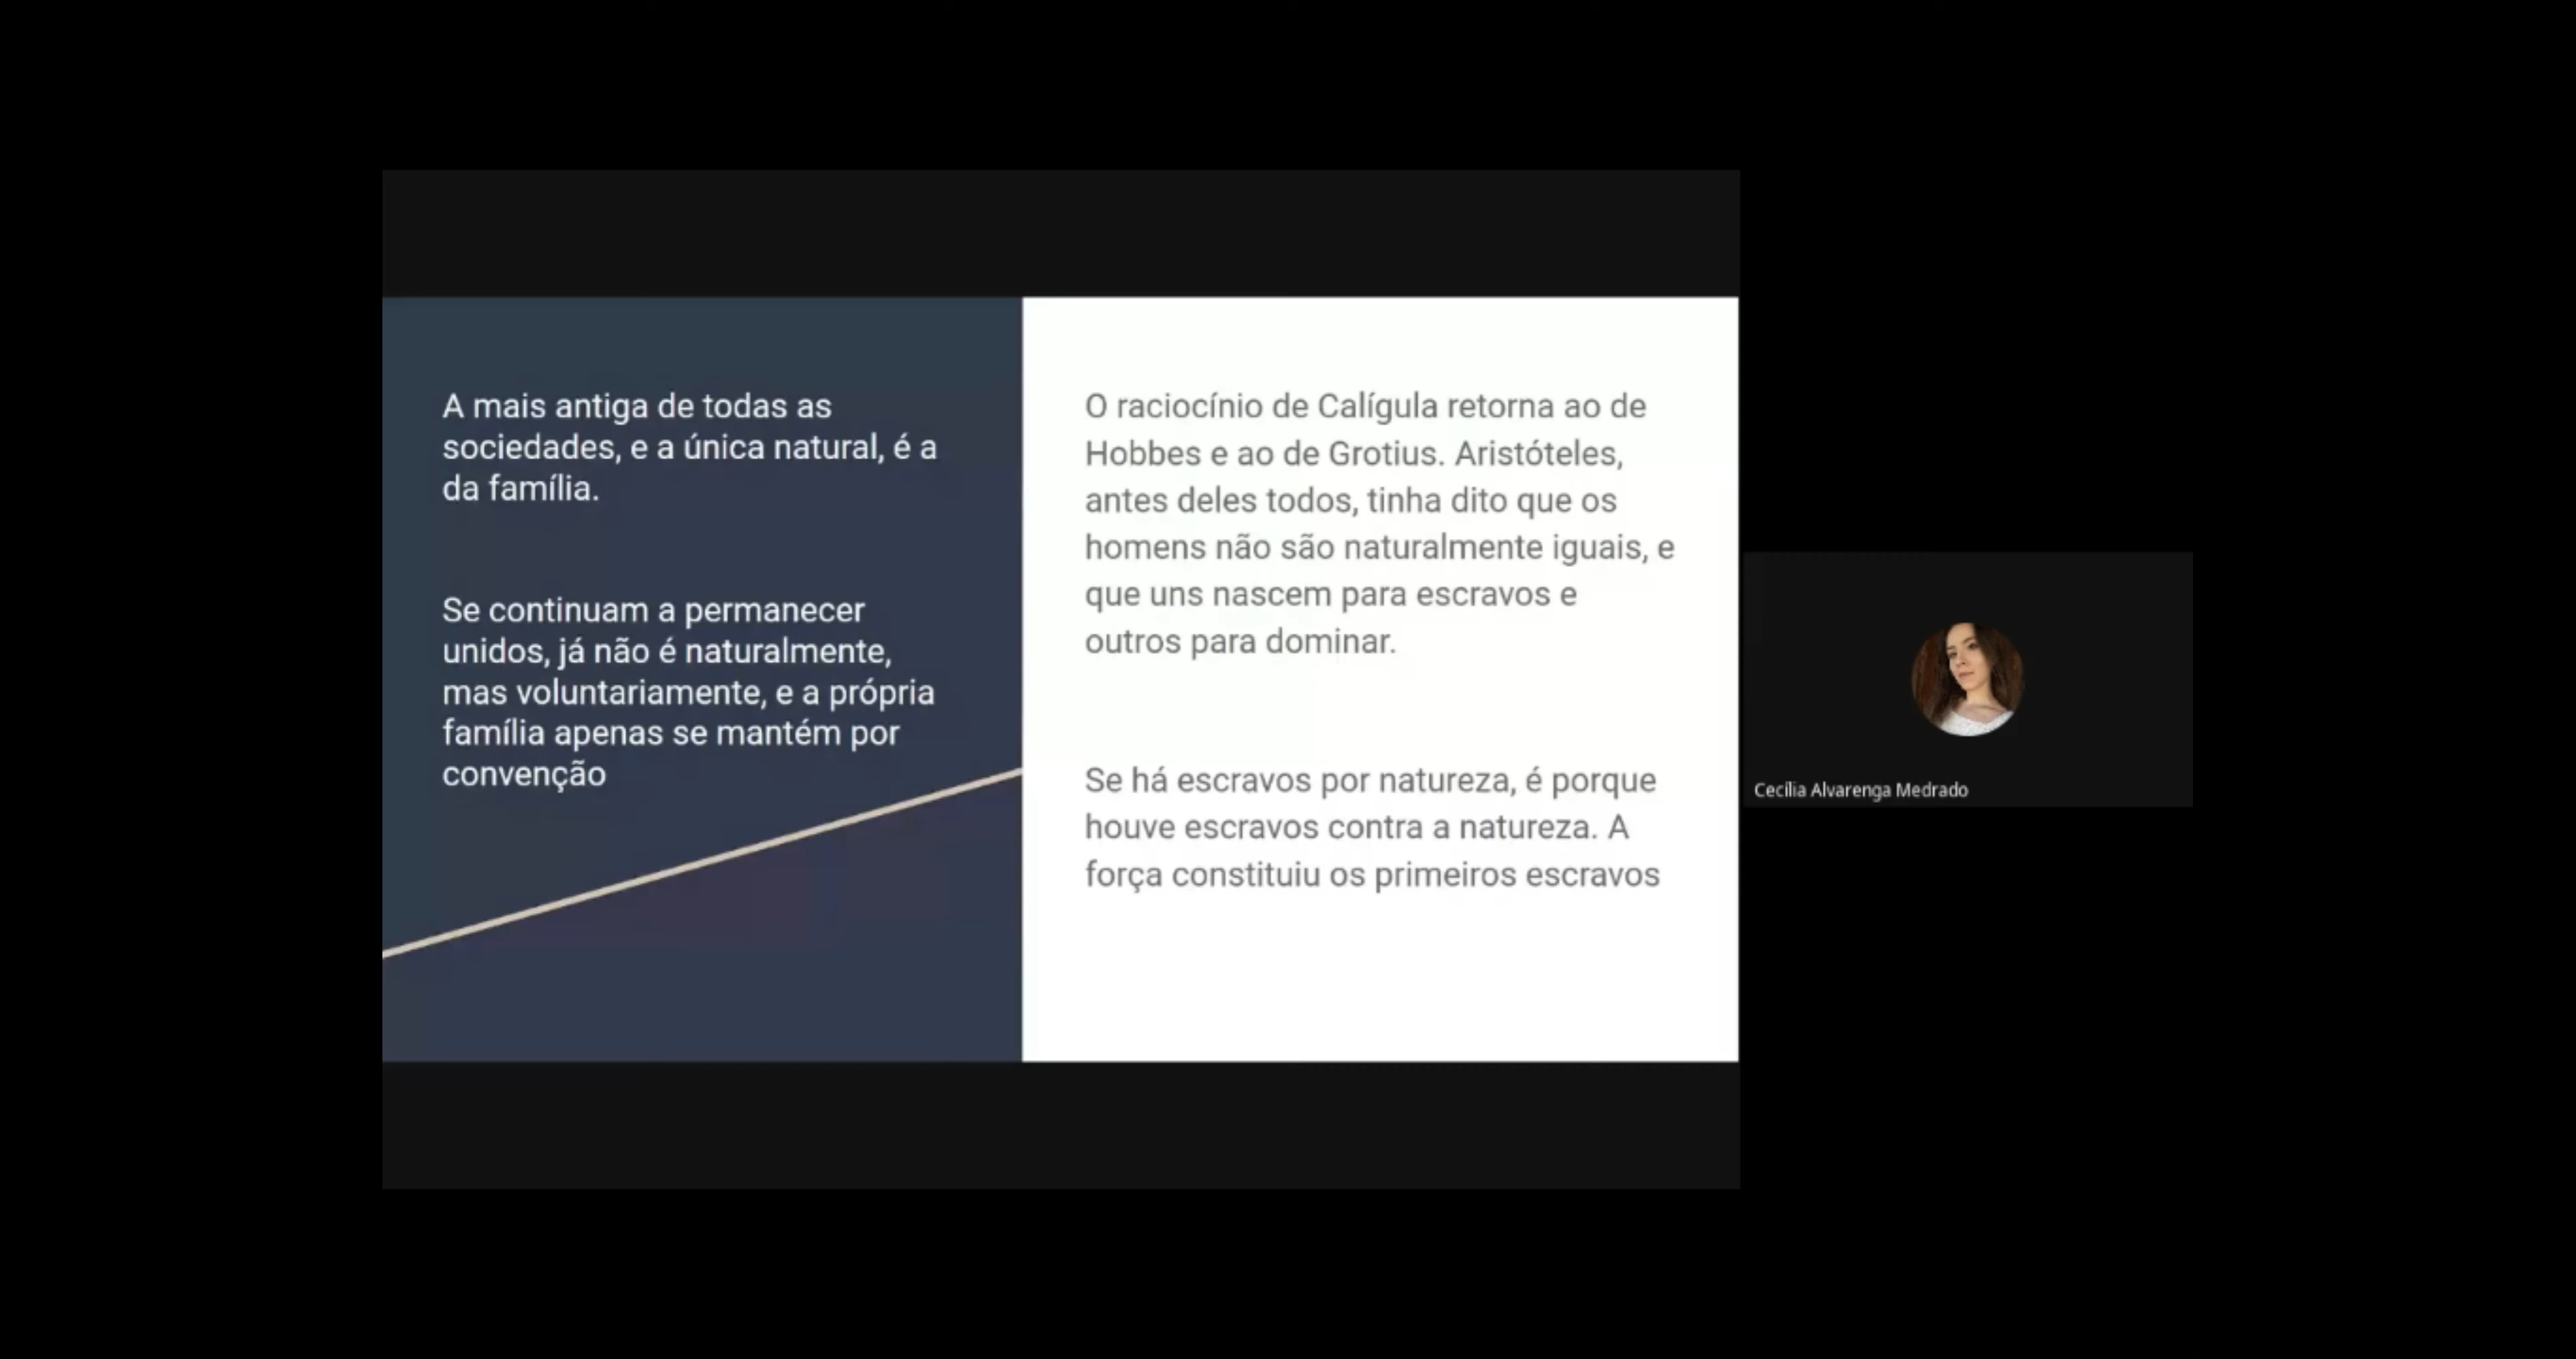 A mais antiga de todas as
sociedades, e a única natural, é a
da família.
Se continuam a permanecer
unidos, já não é naturalmente,
mas voluntariamente, e a própria
família apenas se mantém por
convenção
O raciocínio de Calígula retorna ao de
Hobbes e ao de Grotius. Aristóteles,
antes deles todos, tinha dito que os
homens não são naturalmente iguais, e
que uns nascem para escravos e
outros para dominar.
Se há escravos por natureza, é porque
houve escravos contra a natureza. A
força constituiu os primeiros escravos
Cecília Alvarenga Medrado